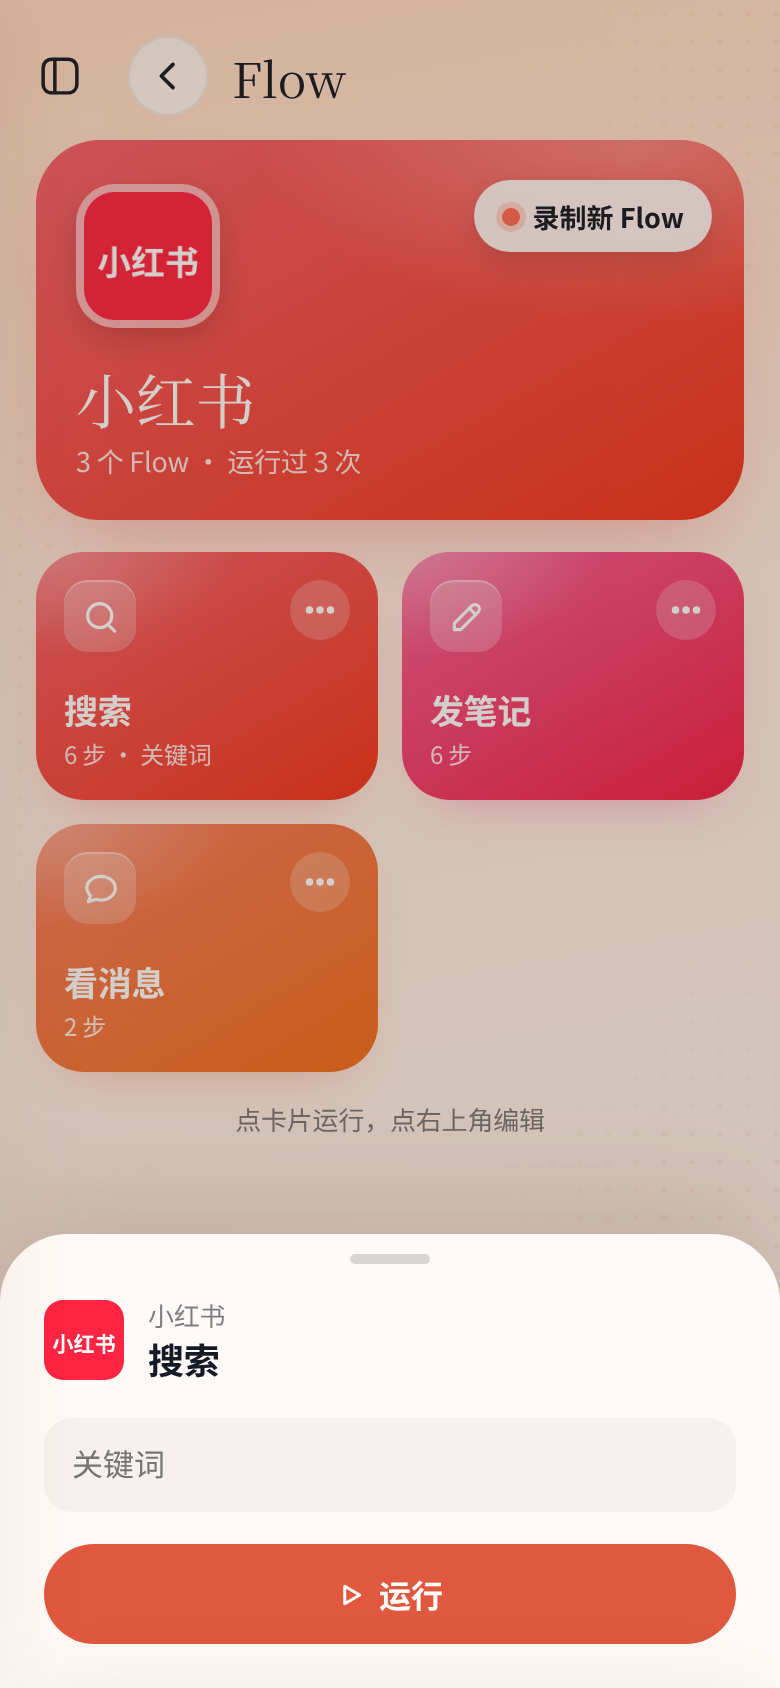 Flow
小红书
录制新 Flow
小红书
3 个 Flow · 运行过 3 次
搜索
6 步 · 关键词
发笔记
6 步
看消息
2 步
点卡片运行，点右上角编辑
小红书
小红书
搜索
关键词
运行